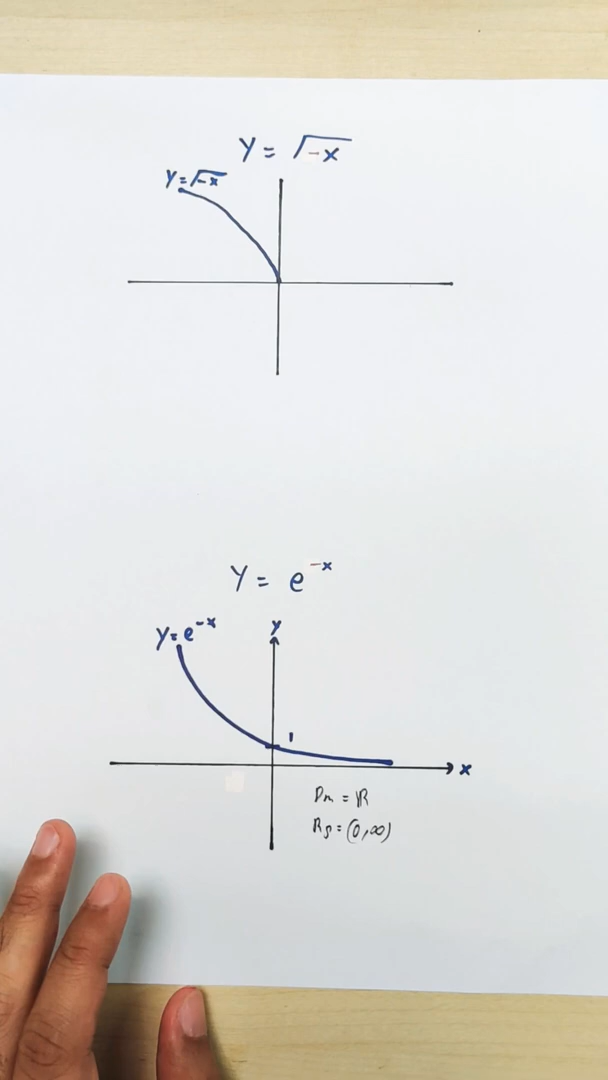 y = √-x
y = √-x
y = e^-x
y = e^-x
y
1
x
Dm = ℝ
Rg = (0, ∞)